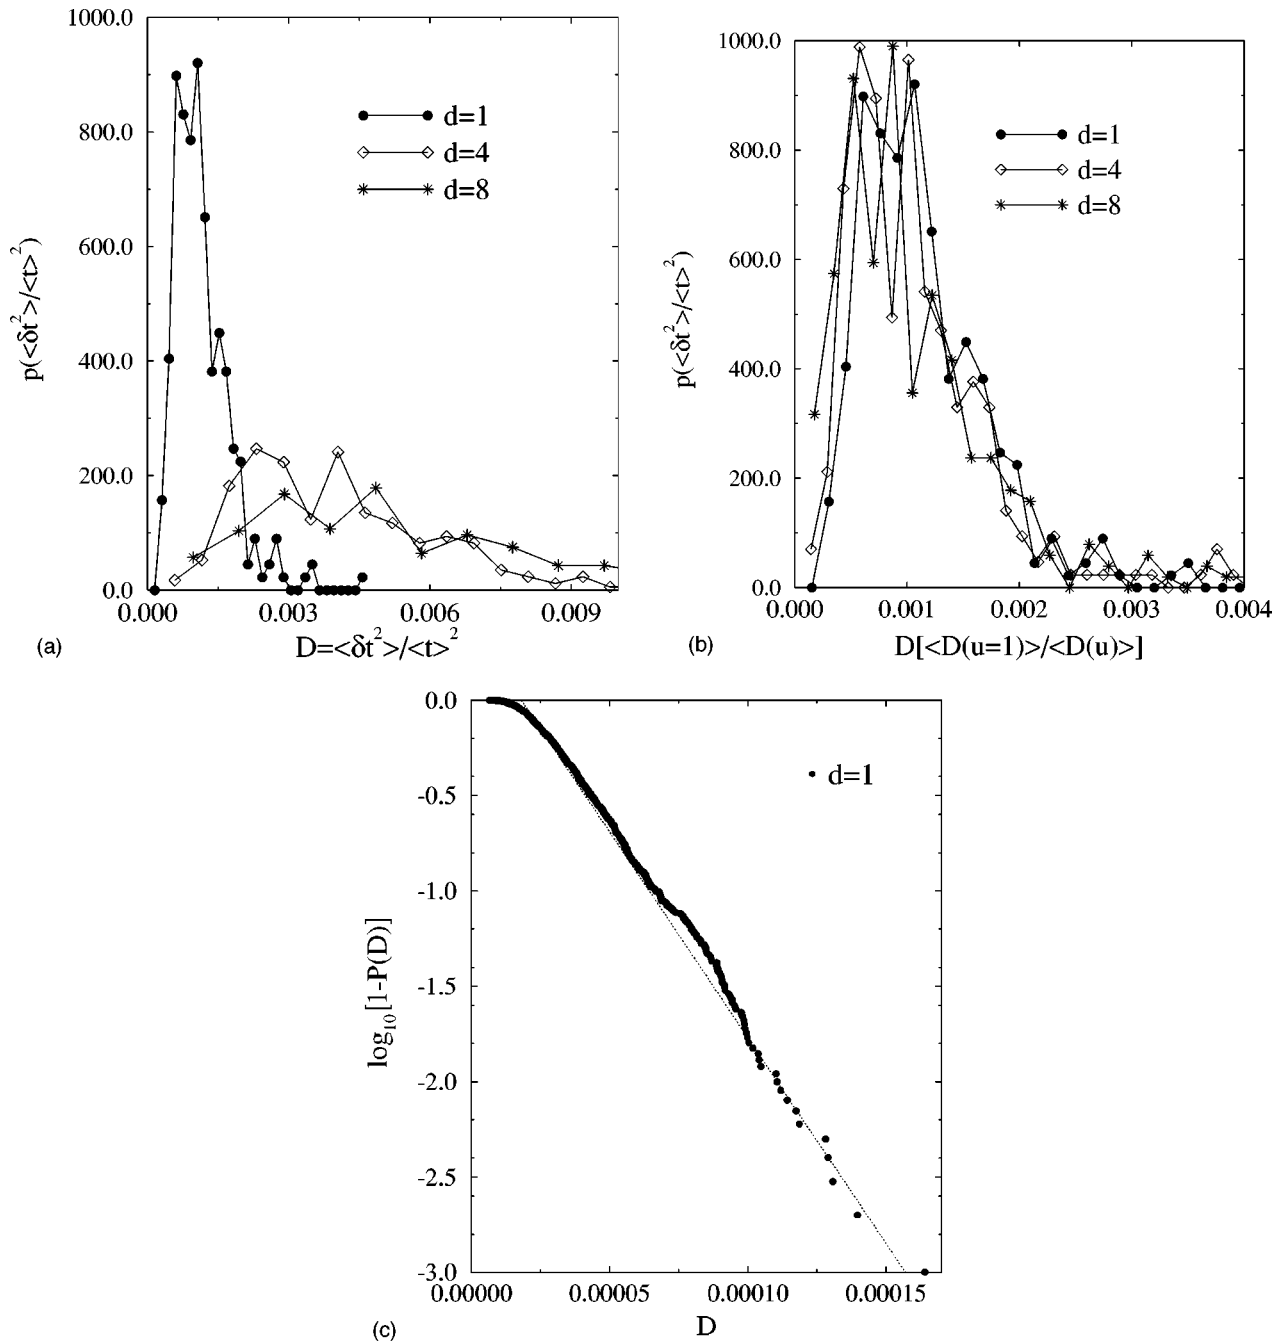 1000.0
800.0
600.0
400.0
200.0
0.0
p(<δt²>/<t>²)
d=1
d=4
d=8
0.000 0.003 0.006 0.009
D=<δt²>/<t>²
(a)
1000.0
800.0
600.0
400.0
200.0
0.0
p(<δt²>/<t>²)
d=1
d=4
d=8
0.000 0.001 0.002 0.003 0.004
D[<D(u=1)>/<D(u)>]
(b)
0.0
-0.5
-1.0
-1.5
-2.0
-2.5
-3.0
log₁₀[1-P(D)]
d=1
0.00000 0.00005 0.00010 0.00015
D
(c)